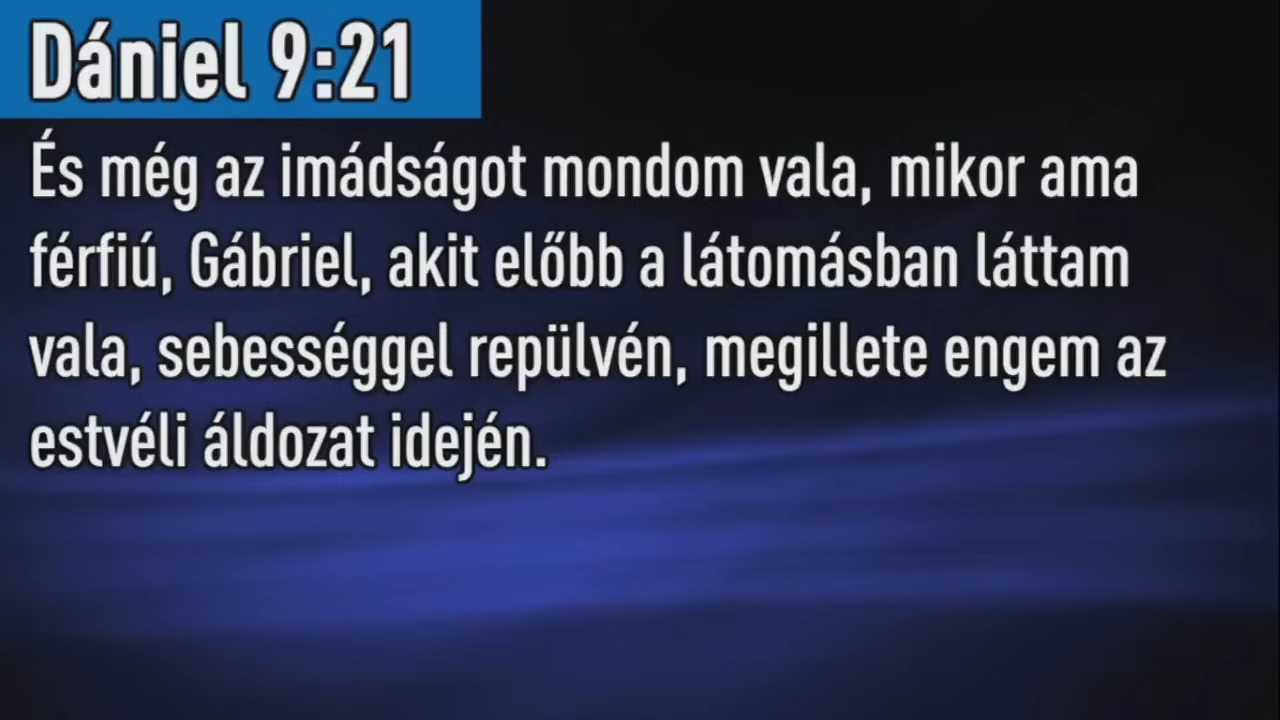 Dániel 9:21
És még az imádságot mondom vala, mikor ama
férfiú, Gábriel, akit előbb a látomásban láttam
vala, sebességgel repülvén, megillete engem az
estvéli áldozat idején.